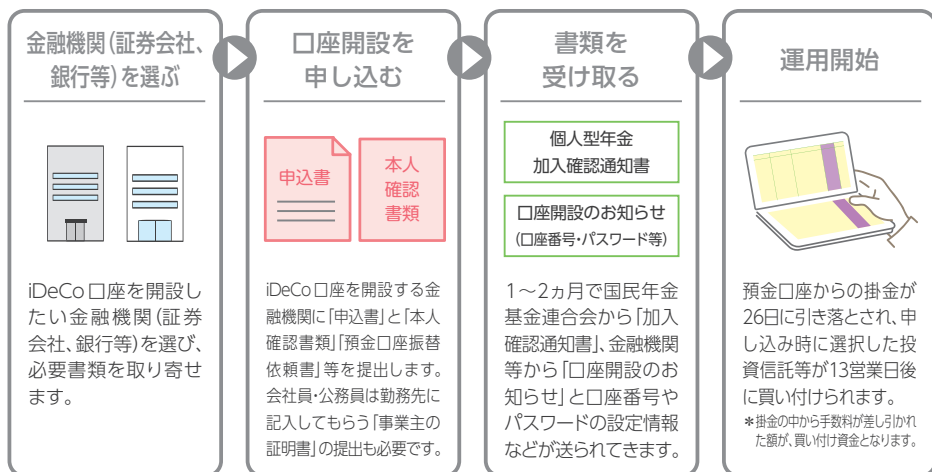 金融機関(証券会社、
銀行等)を選ぶ
iDeCo口座を開設し
たい金融機関(証券
会社、銀行等)を選び、
必要書類を取り寄せ
ます。
口座開設を
申し込む
申込書
本人
確認
書類
iDeCo口座を開設する金
融機関に「申込書」と「本人
確認書類」「預金口座振替
依頼書」等を提出します。
会社員・公務員は勤務先に
記入してもらう「事業主の
証明書」の提出も必要です。
書類を
受け取る
個人型年金
加入確認通知書
口座開設のお知らせ
(口座番号・パスワード等)
1〜2ヵ月で国民年金
基金連合会から「加入
確認通知書」、金融機関
等から「口座開設のお
知らせ」と口座番号や
パスワードの設定情報
などが送られてきます。
運用開始
預金口座からの掛金が
26日に引き落とされ、申
し込み時に選択した投
資信託等が13営業日後
に買い付けられます。
*掛金の中から手数料が差し引かれ
た額が、買い付け資金となります。